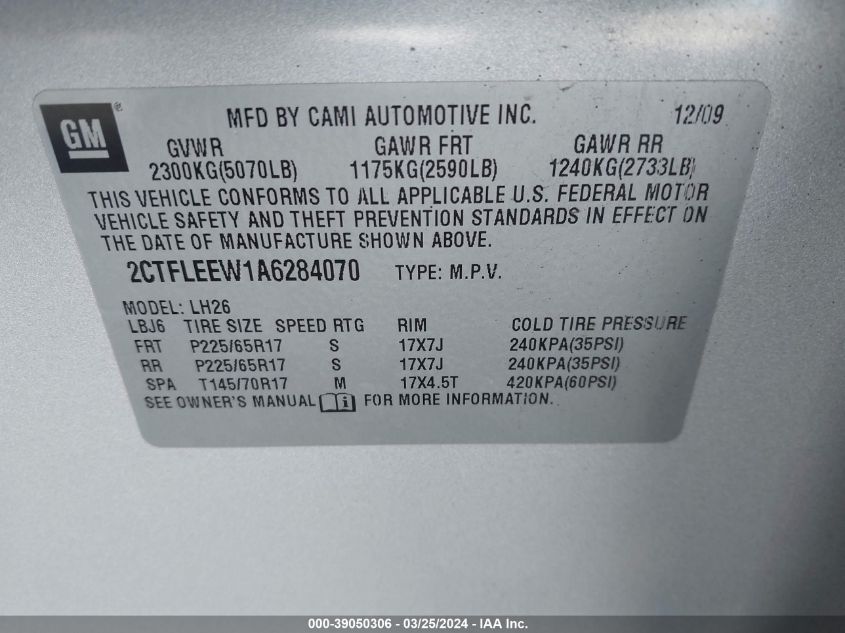 GM ® MFD BY CAMI AUTOMOTIVE INC. 12/09
GVWR GAWR FRT GAWR RR
2300KG(5070LB) 1175KG(2590LB) 1240KG(2733LB)
THIS VEHICLE CONFORMS TO ALL APPLICABLE U.S. FEDERAL MOTOR
VEHICLE SAFETY AND THEFT PREVENTION STANDARDS IN EFFECT ON
THE DATE OF MANUFACTURE SHOWN ABOVE.
2CTFLEEW1A6284070 TYPE: M.P.V.
MODEL: LH26
LBJ6 TIRE SIZE SPEED RTG RIM COLD TIRE PRESSURE
FRT P225/65R17 S 17X7J 240KPA(35PSI)
RR P225/65R17 S 17X7J 240KPA(35PSI)
SPA T145/70R17 M 17X4.5T 420KPA(60PSI)
SEE OWNER'S MANUAL i FOR MORE INFORMATION.
000-39050306 - 03/25/2024 - IAA Inc.